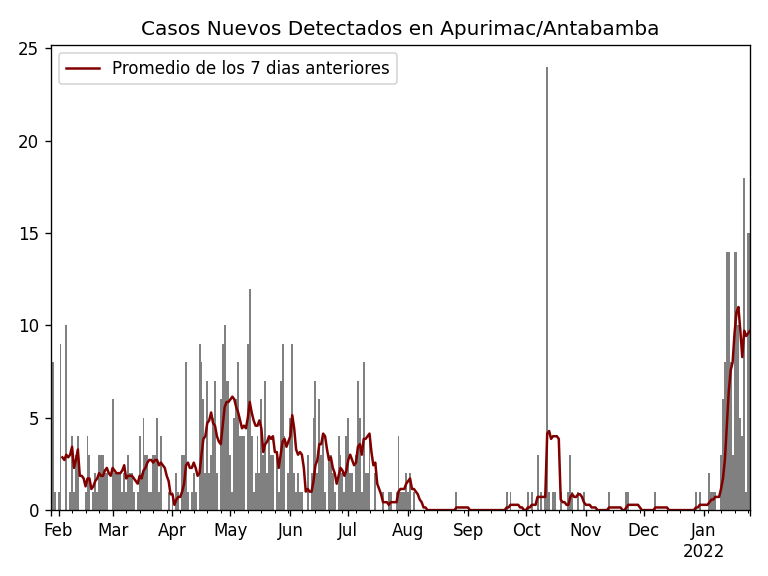 Casos Nuevos Detectados en Apurimac/Antabamba
Promedio de los 7 dias anteriores
25
20
15
10
5
0
Feb Mar Apr May Jun Jul Aug Sep Oct Nov Dec Jan
2022